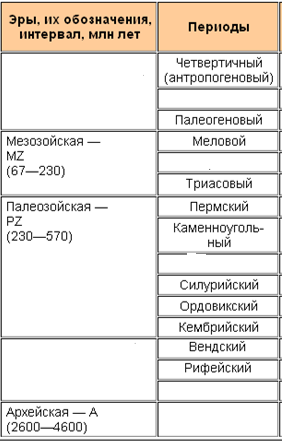 Эры, их обозначения,
интервал, млн лет
Периоды
Четвертичный
(антропогеновый)
Палеогеновый
Мезозойская —
MZ
(67—230)
Меловой
Триасовый
Палеозойская —
PZ
(230—570)
Пермский
Каменноуголь-
ный
Силурийский
Ордовикский
Кембрийский
Вендский
Рифейский
Архейская — А
(2600—4600)